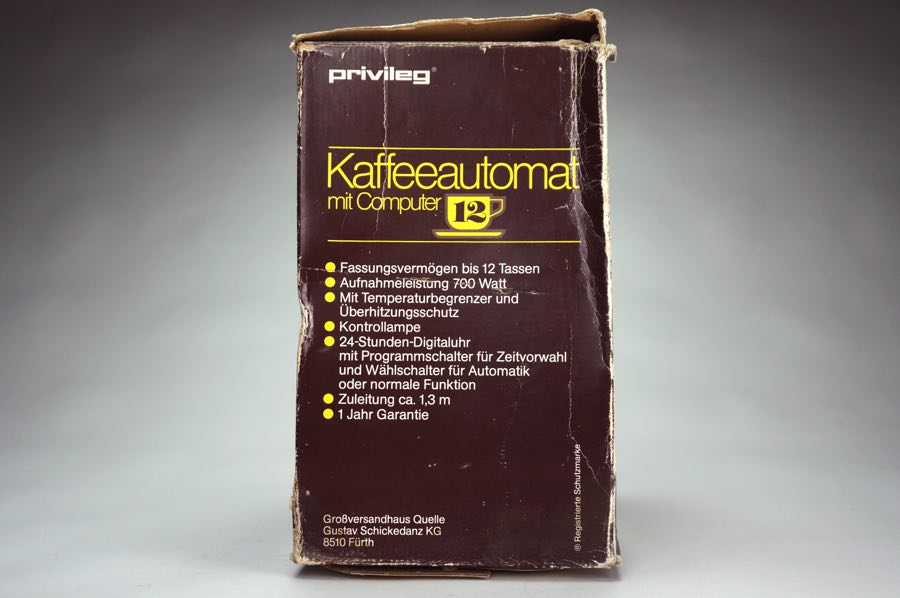 privileg®
Kaffeeautomat
mit Computer
12
Fassungsvermögen bis 12 Tassen
Aufnahmeleistung 700 Watt
Mit Temperaturbegrenzer und
Überhitzungsschutz
Kontrollampe
24-Stunden-Digitaluhr
mit Programmschalter für Zeitvorwahl
und Wählschalter für Automatik
oder normale Funktion
Zuleitung ca. 1,3 m
1 Jahr Garantie
Großversandhaus Quelle
Gustav Schickedanz KG
8510 Fürth
® Registrierte Schutzmarke